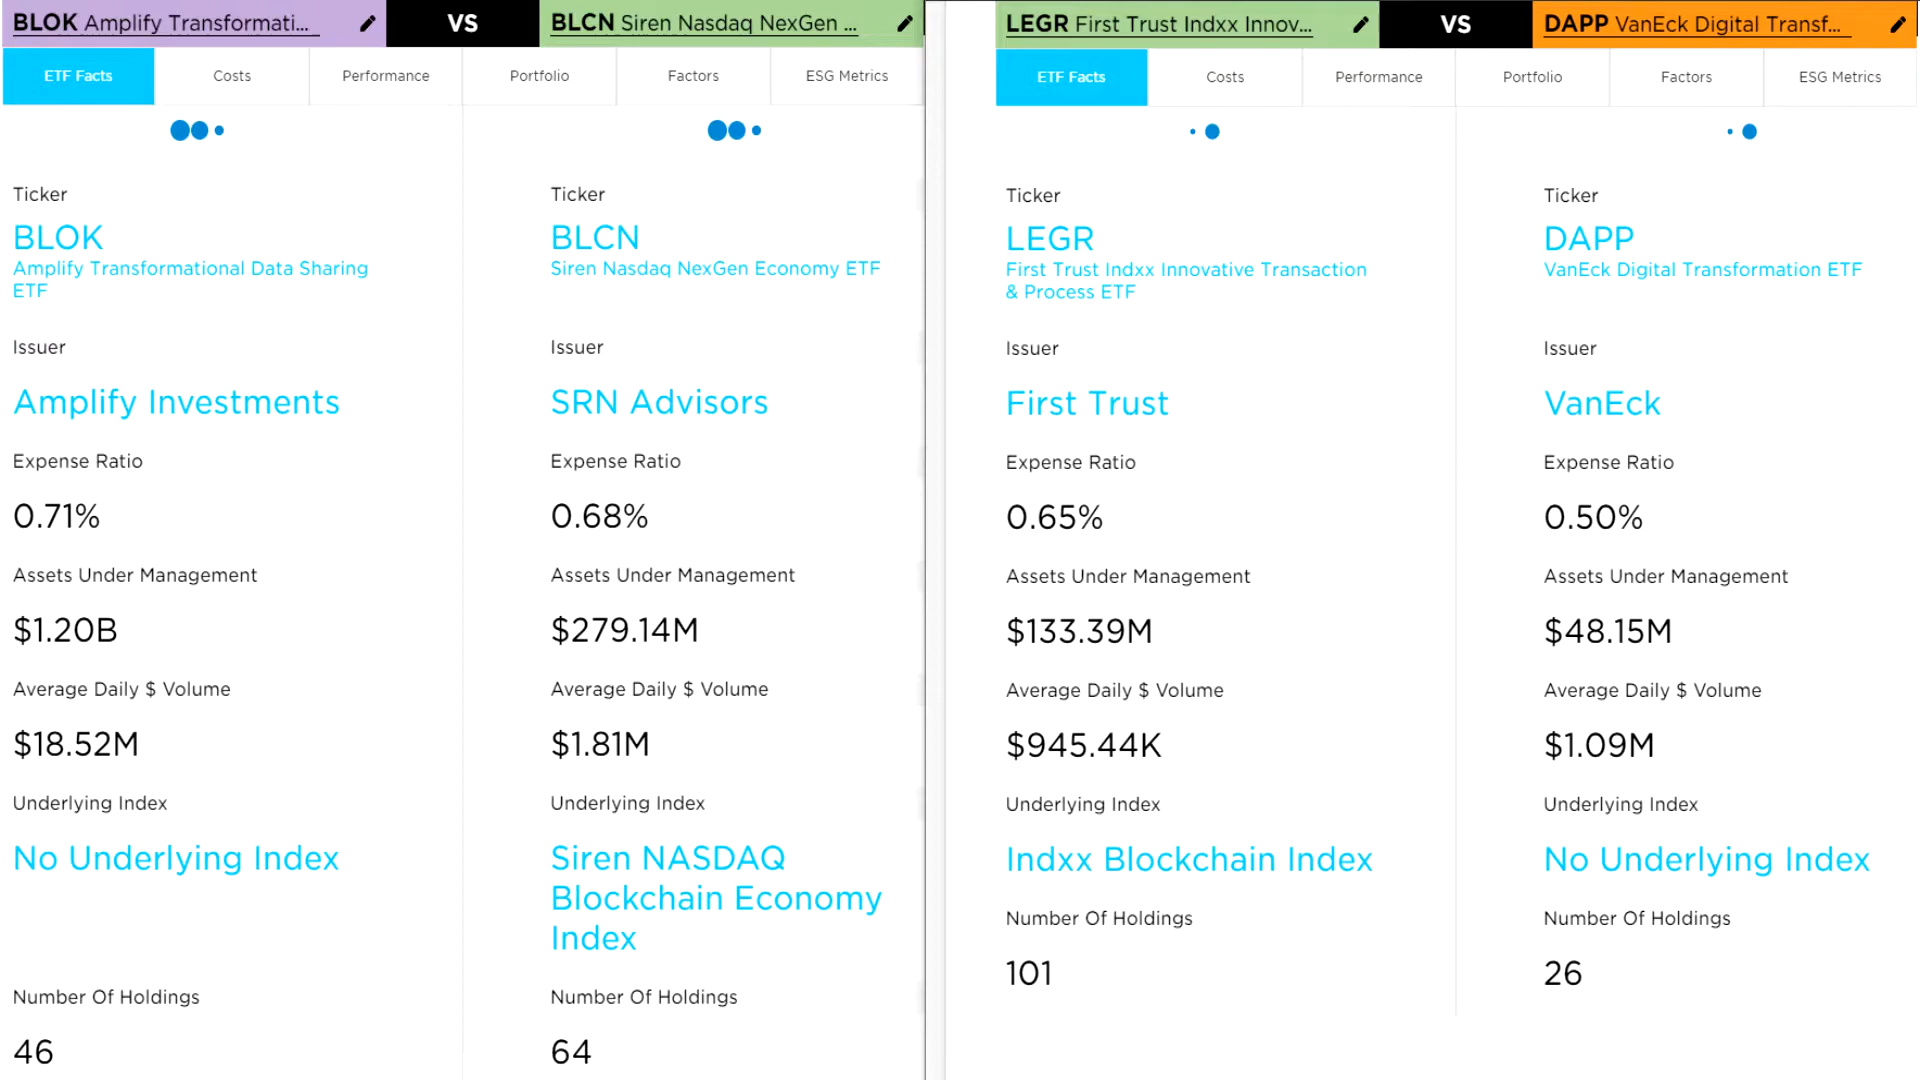 BLOK Amplify Transformati...
VS
BLCN Siren Nasdaq NexGen ...
ETF Facts
Costs
Performance
Portfolio
Factors
ESG Metrics
Ticker
BLOK
Amplify Transformational Data Sharing
ETF
Issuer
Amplify Investments
Expense Ratio
0.71%
Assets Under Management
$1.20B
Average Daily $ Volume
$18.52M
Underlying Index
No Underlying Index
Number Of Holdings
46
Ticker
BLCN
Siren Nasdaq NexGen Economy ETF
Issuer
SRN Advisors
Expense Ratio
0.68%
Assets Under Management
$279.14M
Average Daily $ Volume
$1.81M
Underlying Index
Siren NASDAQ
Blockchain Economy
Index
Number Of Holdings
64
LEGR First Trust Indxx Innov...
VS
DAPP VanEck Digital Transf...
ETF Facts
Costs
Performance
Portfolio
Factors
ESG Metrics
Ticker
LEGR
First Trust Indxx Innovative Transaction
& Process ETF
Issuer
First Trust
Expense Ratio
0.65%
Assets Under Management
$133.39M
Average Daily $ Volume
$945.44K
Underlying Index
Indxx Blockchain Index
Number Of Holdings
101
Ticker
DAPP
VanEck Digital Transformation ETF
Issuer
VanEck
Expense Ratio
0.50%
Assets Under Management
$48.15M
Average Daily $ Volume
$1.09M
Underlying Index
No Underlying Index
Number Of Holdings
26